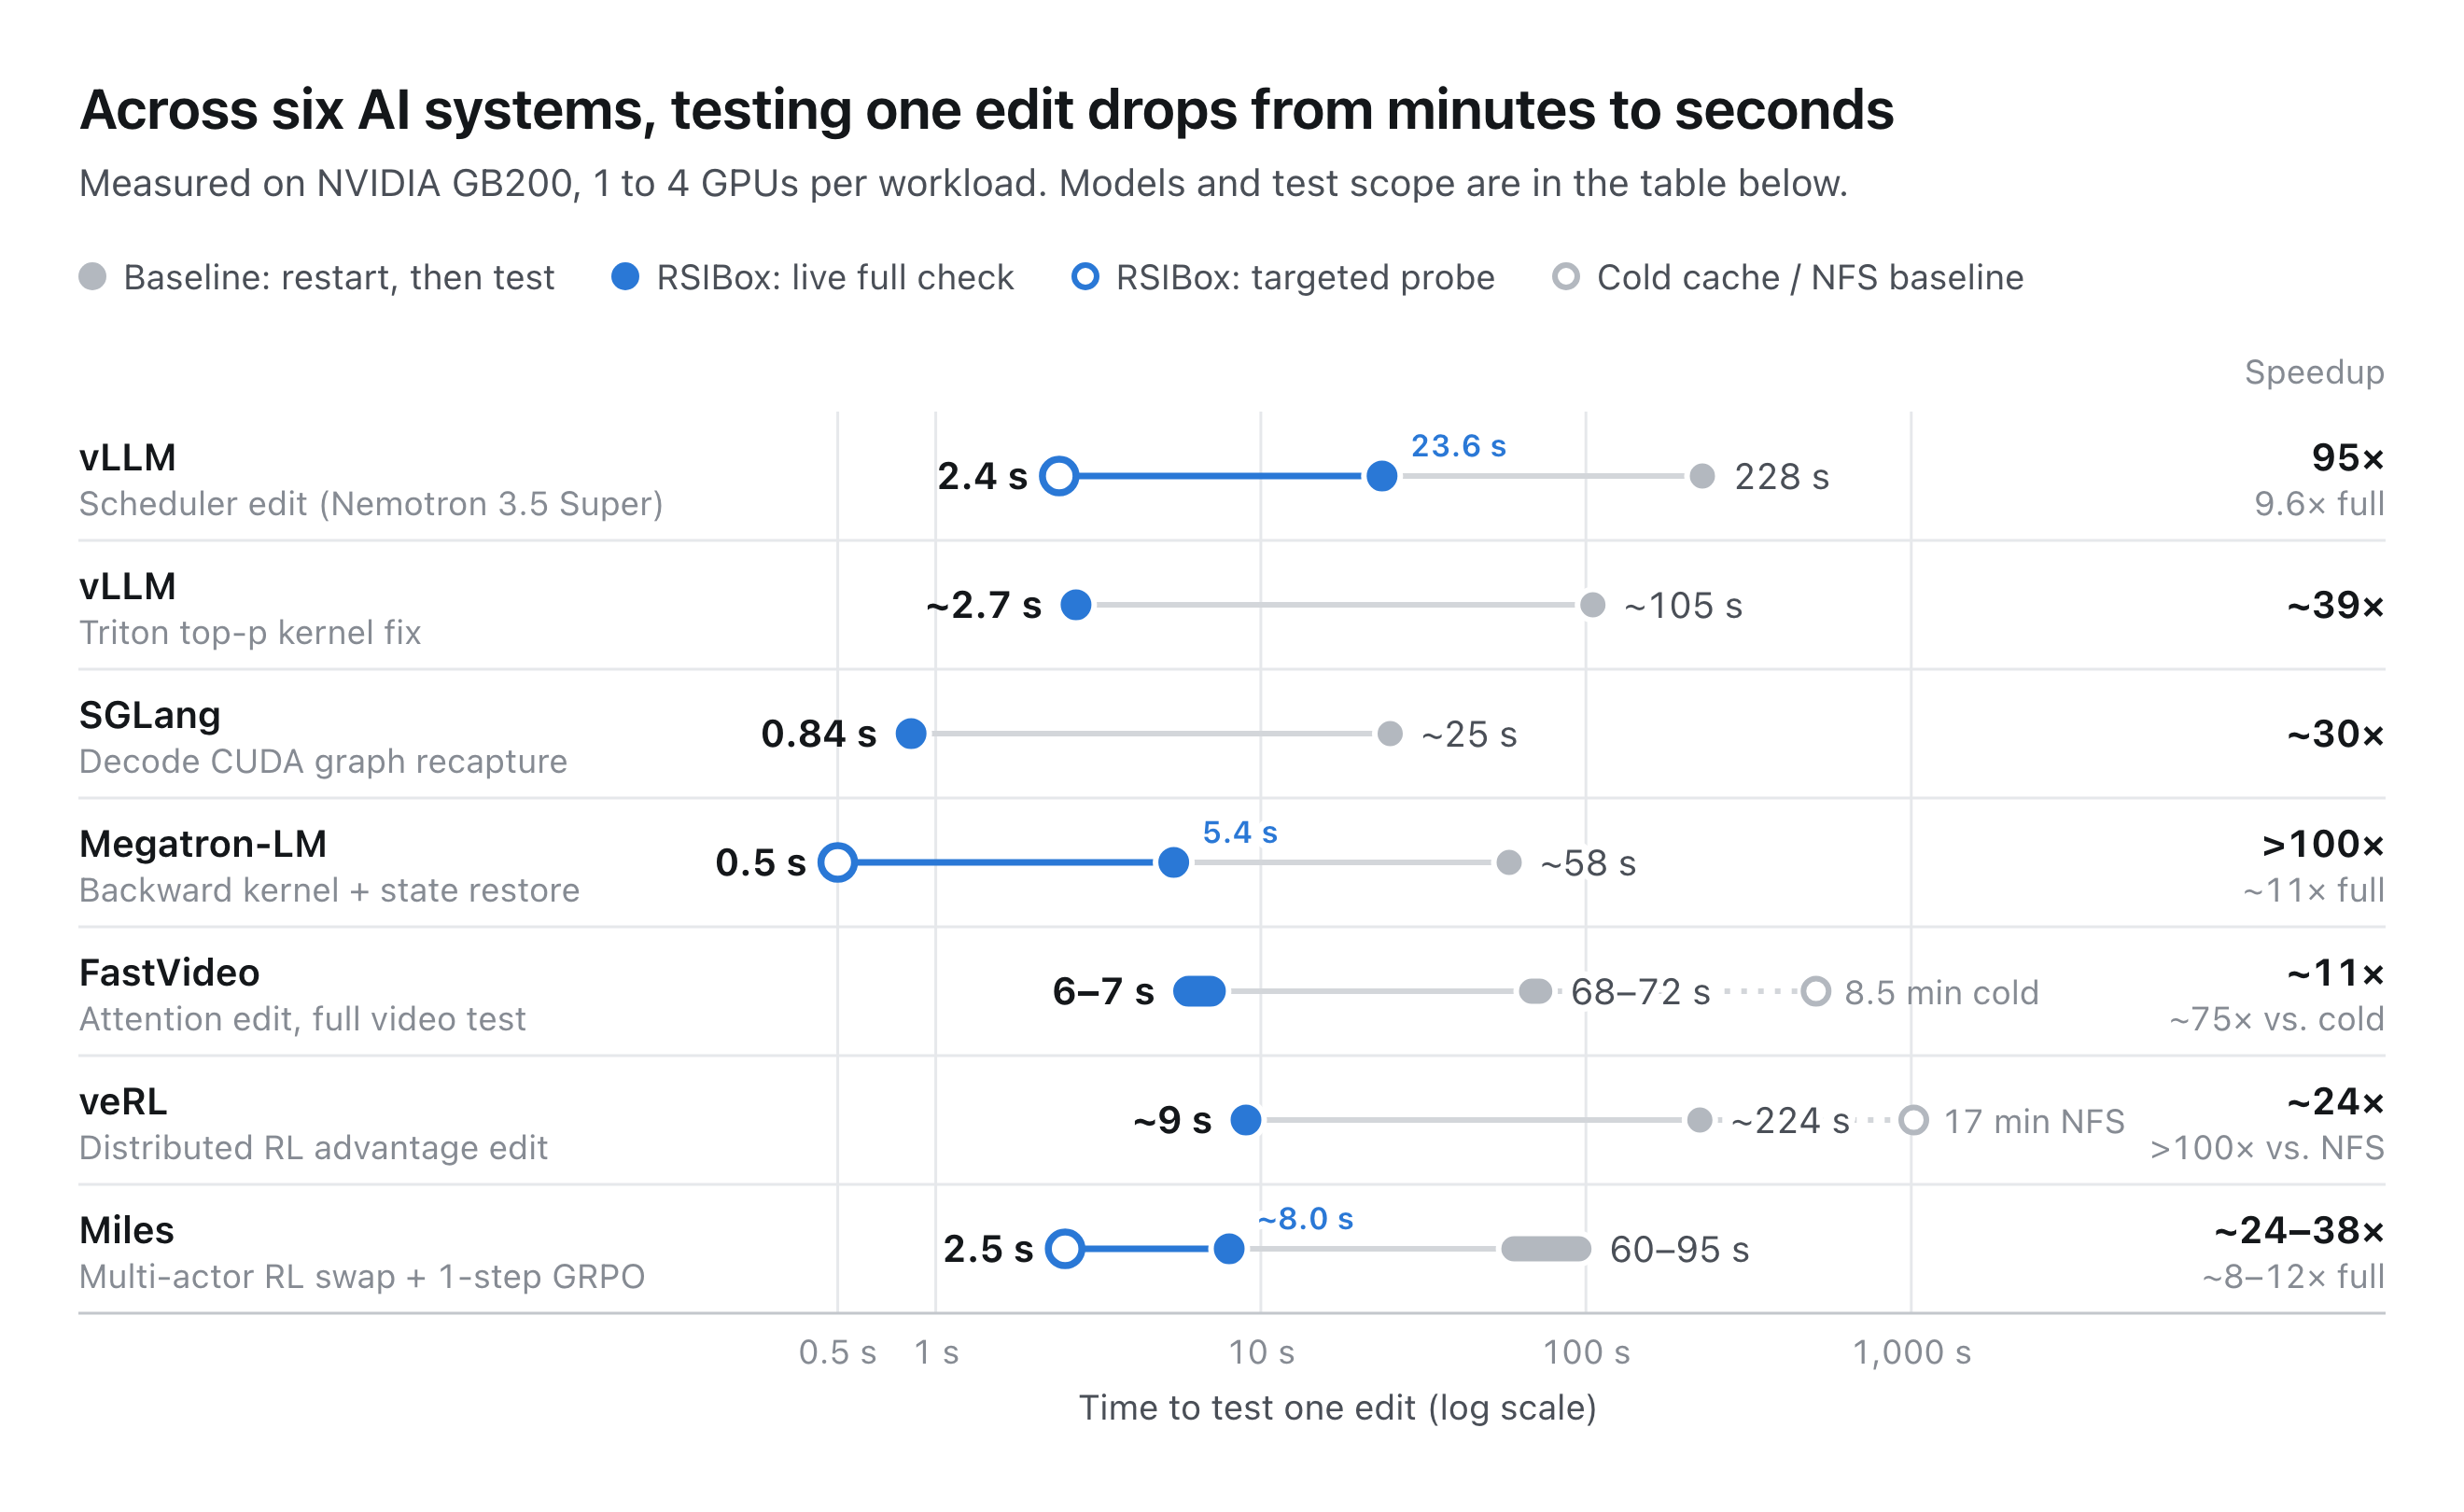 Across six AI systems, testing one edit drops from minutes to seconds
Measured on NVIDIA GB200, 1 to 4 GPUs per workload. Models and test scope are in the table below.
Baseline: restart, then test
RSIBox: live full check
RSIBox: targeted probe
Cold cache / NFS baseline
Speedup
vLLM
Scheduler edit (Nemotron 3.5 Super)
2.4 s
23.6 s
228 s
95×
9.6× full
vLLM
Triton top-p kernel fix
~2.7 s
~105 s
~39×
SGLang
Decode CUDA graph recapture
0.84 s
~25 s
~30×
Megatron-LM
Backward kernel + state restore
0.5 s
5.4 s
~58 s
>100×
~11× full
FastVideo
Attention edit, full video test
6–7 s
68–72 s
8.5 min cold
~11×
~75× vs. cold
veRL
Distributed RL advantage edit
~9 s
~224 s
17 min NFS
~24×
>100× vs. NFS
Miles
Multi-actor RL swap + 1-step GRPO
2.5 s
~8.0 s
60–95 s
~24–38×
~8–12× full
0.5 s
1 s
10 s
100 s
1,000 s
Time to test one edit (log scale)